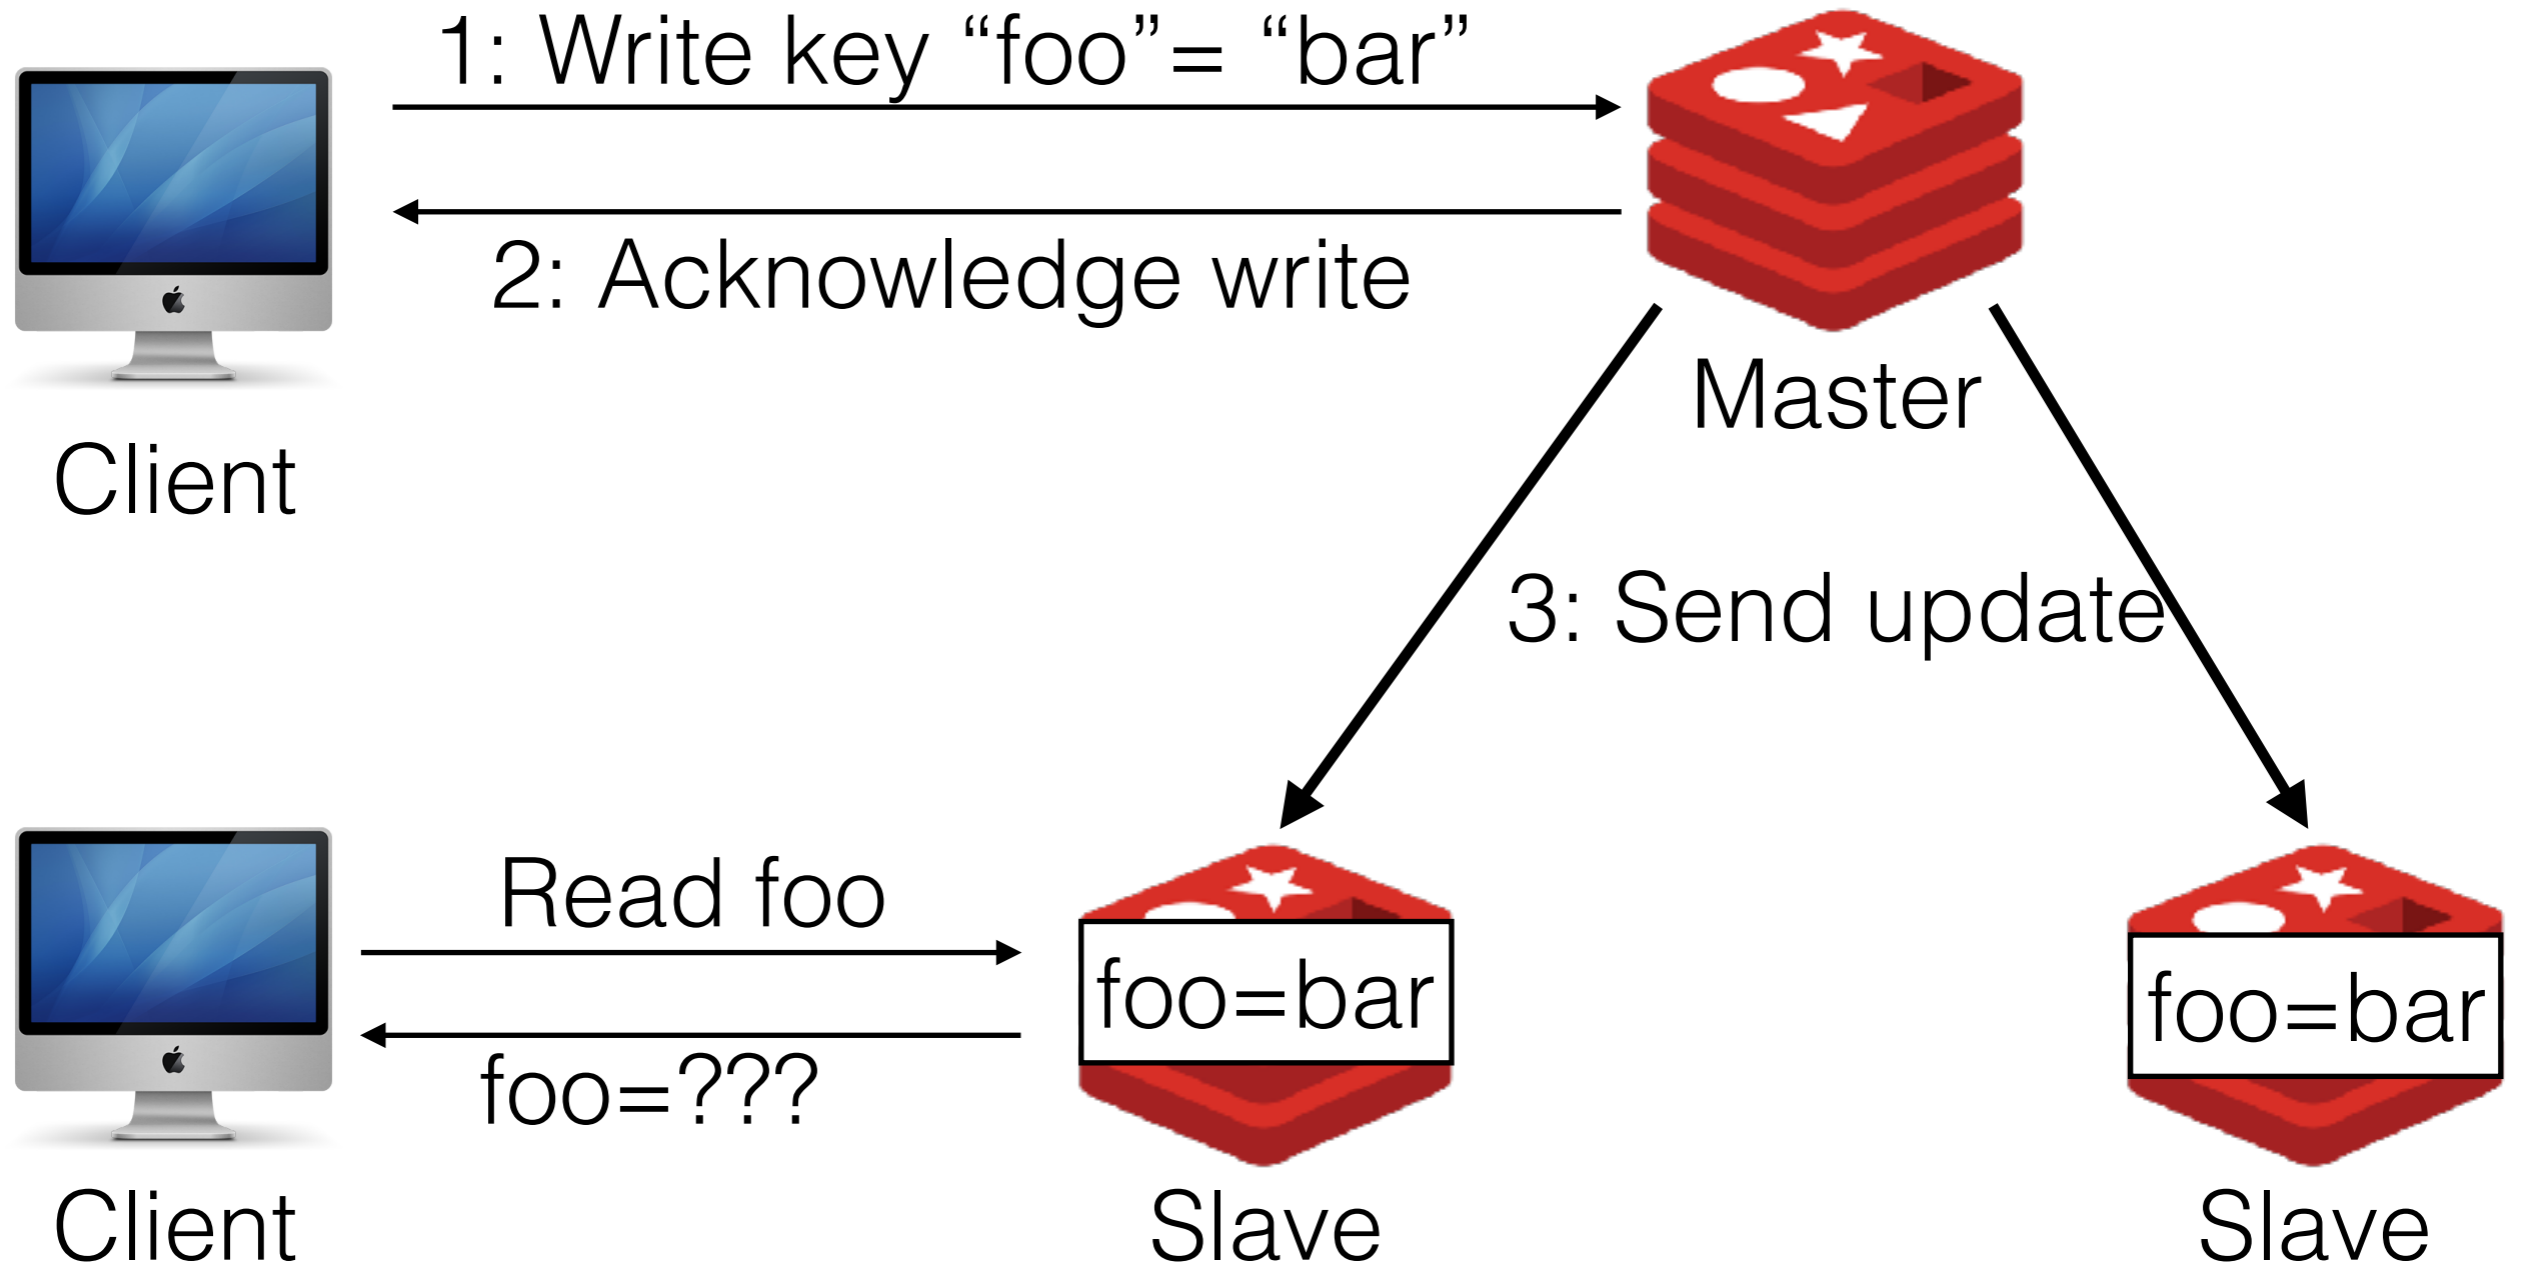 1: Write key “foo”= “bar”
2: Acknowledge write
Master
Client
3: Send update
Read foo
foo=bar
foo=bar
foo=???
Client
Slave
Slave